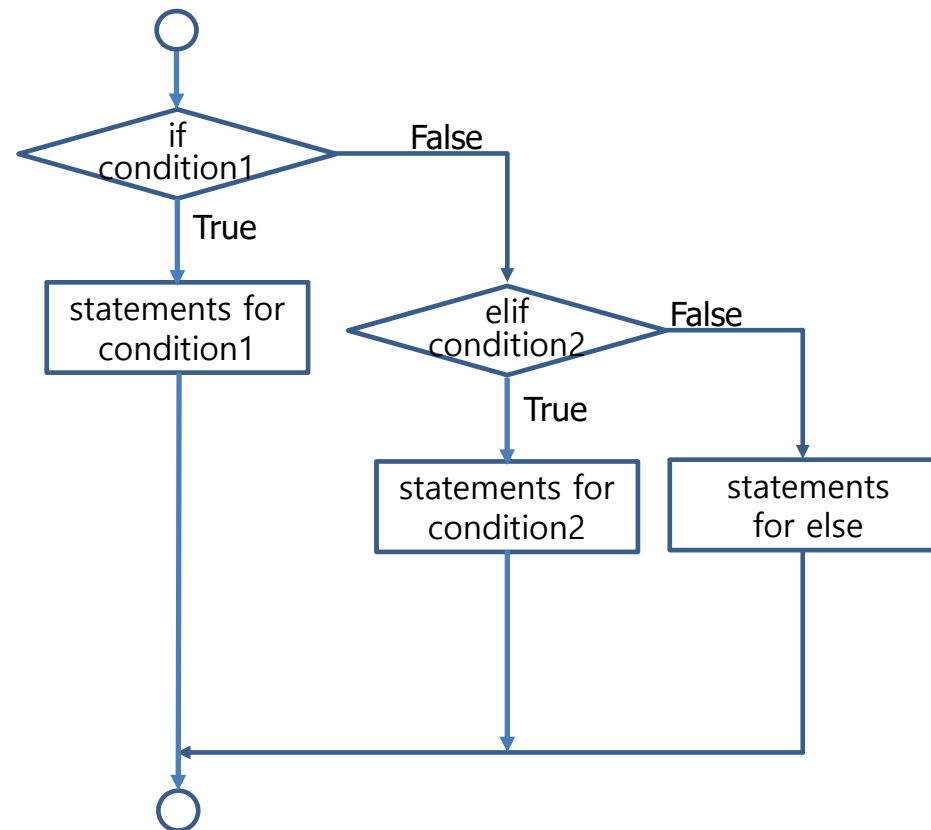 if
condition1
False
True
statements for
condition1
elif
condition2
False
True
statements for
condition2
statements
for else